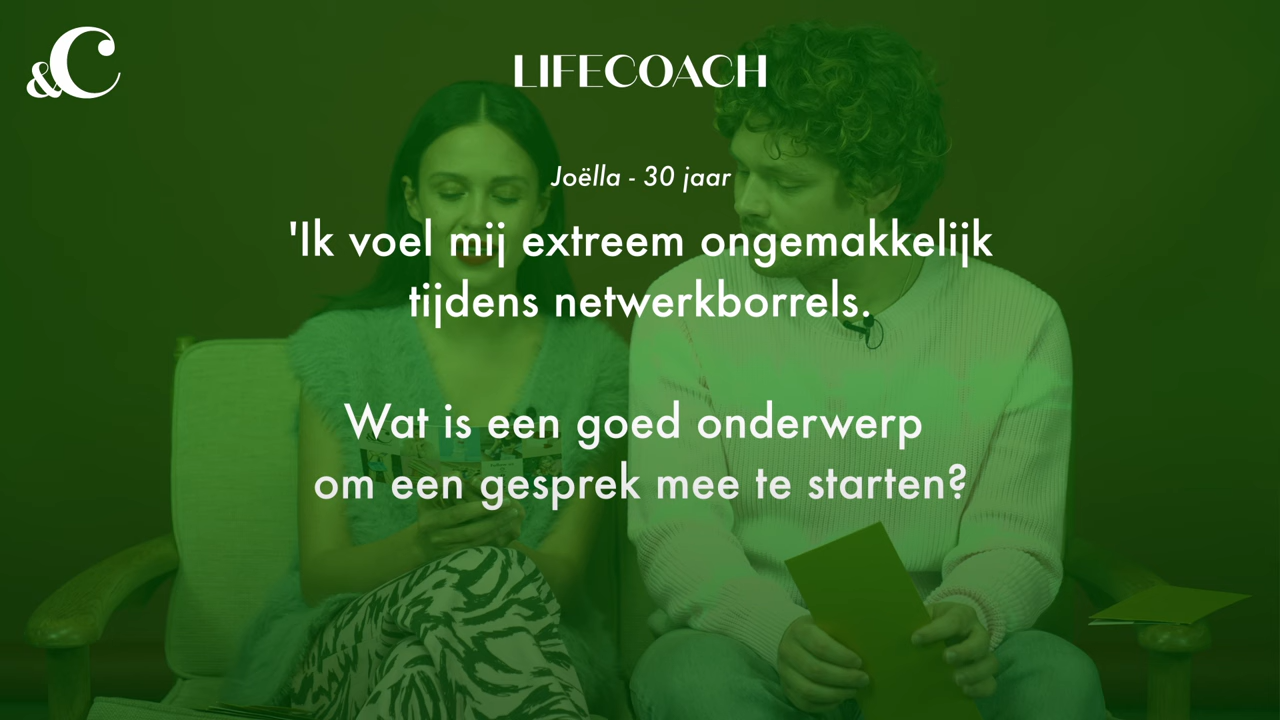 &C
LIFECOACH
Joëlla - 30 jaar
'Ik voel mij extreem ongemakkelijk
tijdens netwerkborrels.
Wat is een goed onderwerp
om een gesprek mee te starten?